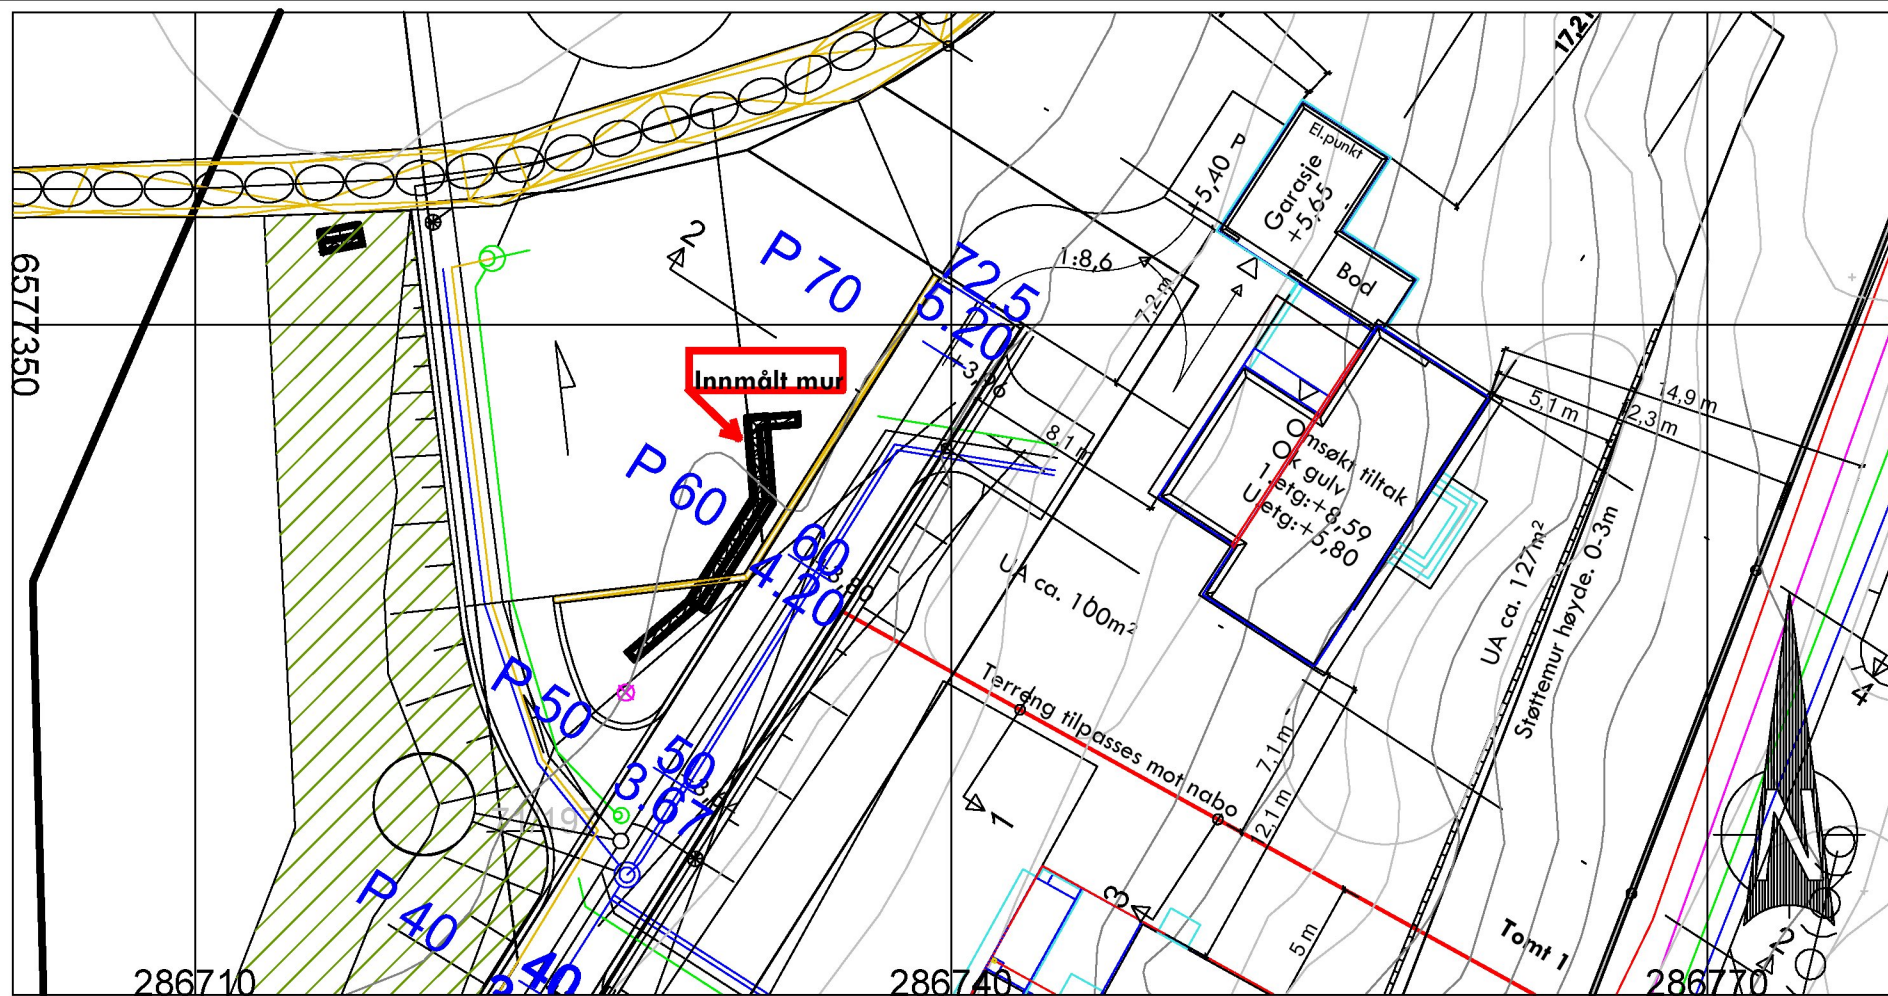 17,21
El.punkt
Garasje
+5,65
5,40
P
Bod
2
P 70
72.5
5.20
1:8,6
7,2 m
6577350
Innmålt mur
P 60
60
4.20
8,1 m
Omsøkt tiltak
Ok gulv
1.etg:+8,59
U.etg:+5,80
14,9 m
5,1 m
2,3 m
UA ca. 100m²
UA ca. 127m²
Støttemur høyde. 0-3m
P 50
50
3.67
Terreng tilpasses mot nabo
7,1 m
2,1 m
1
3
4
2
5 m
Tomt 1
P 40
40
286710
286740
286770